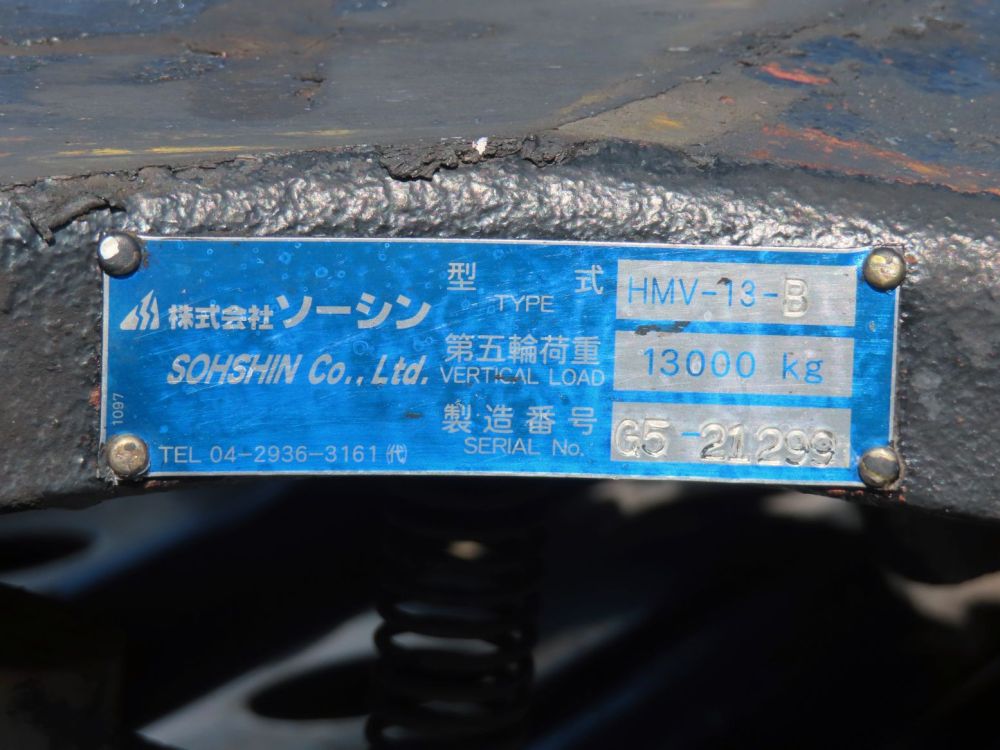 株式会社ソーシン
SOHSHIN Co., Ltd.
1097
TEL 04-2936-3161 (代)
型式 HMV-13-B
TYPE
第五輪荷重 13000 kg
VERTICAL LOAD
製造番号 G5-21299
SERIAL No.